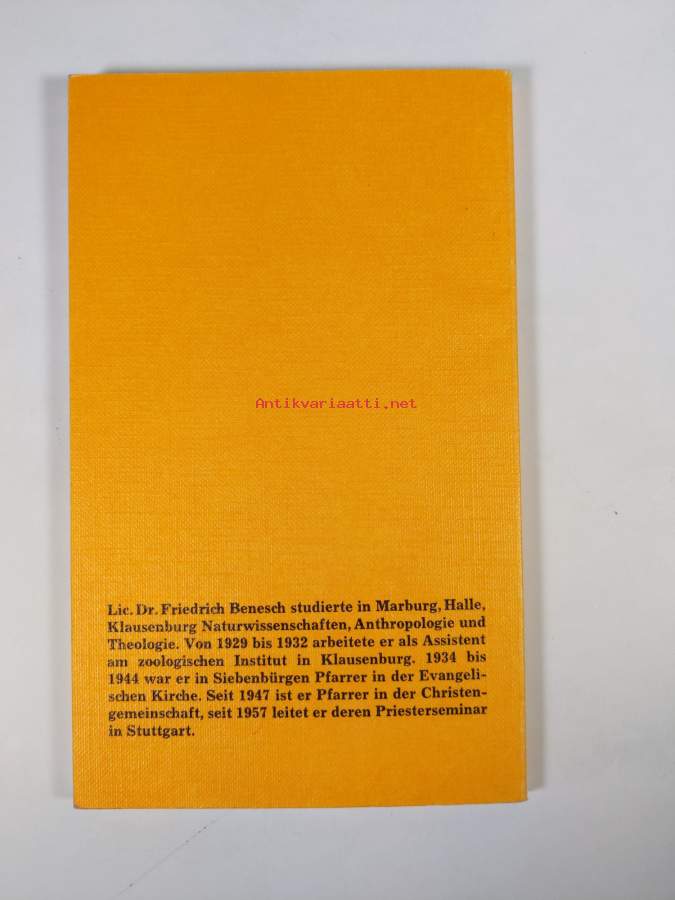 Antikvariaatti.net
Lic. Dr. Friedrich Benesch studierte in Marburg, Halle,
Klausenburg Naturwissenschaften, Anthropologie und
Theologie. Von 1929 bis 1932 arbeitete er als Assistent
am zoologischen Institut in Klausenburg. 1934 bis
1944 war er in Siebenbürgen Pfarrer in der Evangeli-
schen Kirche. Seit 1947 ist er Pfarrer in der Christen-
gemeinschaft, seit 1957 leitet er deren Priesterseminar
in Stuttgart.